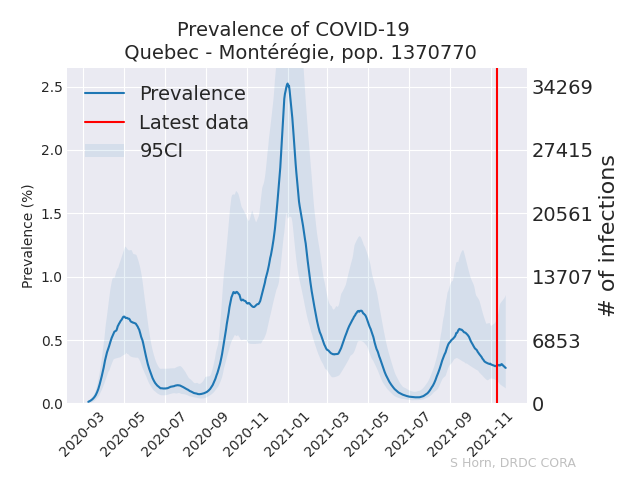 Prevalence of COVID-19
Quebec - Montérégie, pop. 1370770
Prevalence
Latest data
95CI
Prevalence (%)
2.5
2.0
1.5
1.0
0.5
0.0
34269
27415
20561
13707
6853
0
# of infections
2020-03
2020-05
2020-07
2020-09
2020-11
2021-01
2021-03
2021-05
2021-07
2021-09
2021-11
S Horn, DRDC CORA